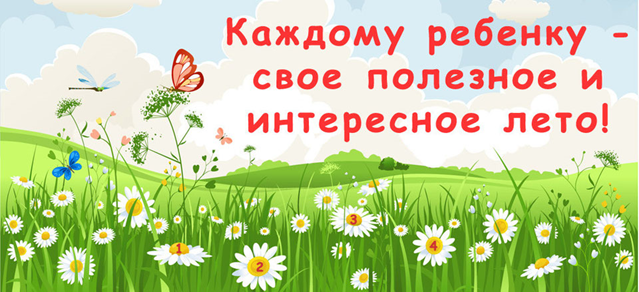 Каждому ребенку -
свое полезное и
интересное лето!
1
2
3
4